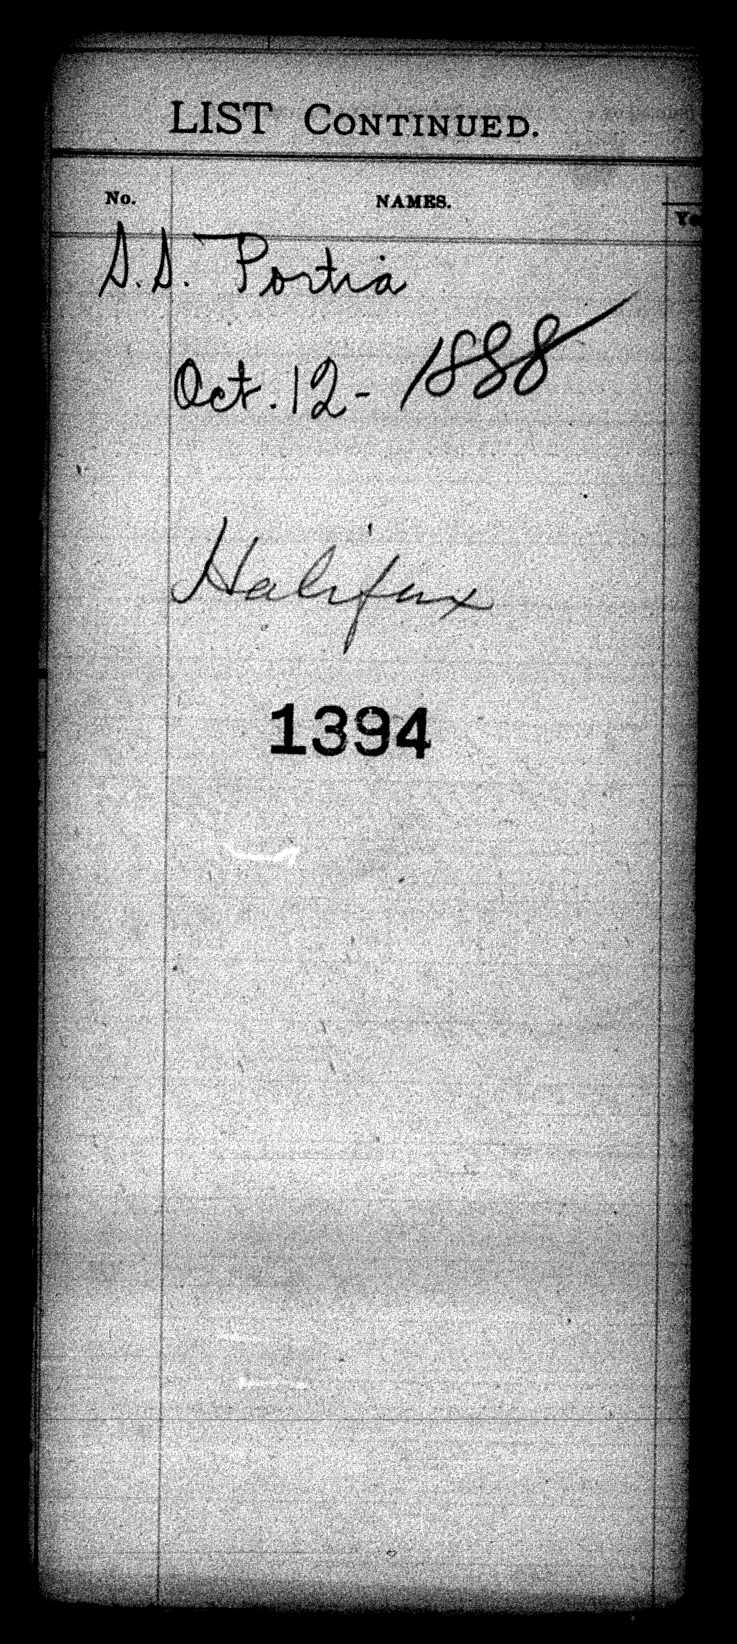 LIST CONTINUED.
No. NAMES.
S.S. Portia
Oct. 12 - 1888
Halifax
1394